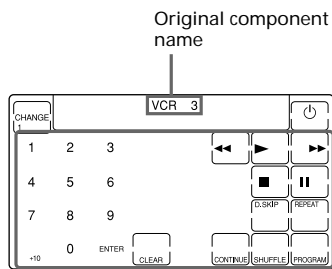 Original component
name
VCR 3
CHANGE
1
1 2 3
4 5 6
D.SKIP REPEAT
7 8 9
+10 0 ENTER CLEAR CONTINUE SHUFFLE PROGRAM